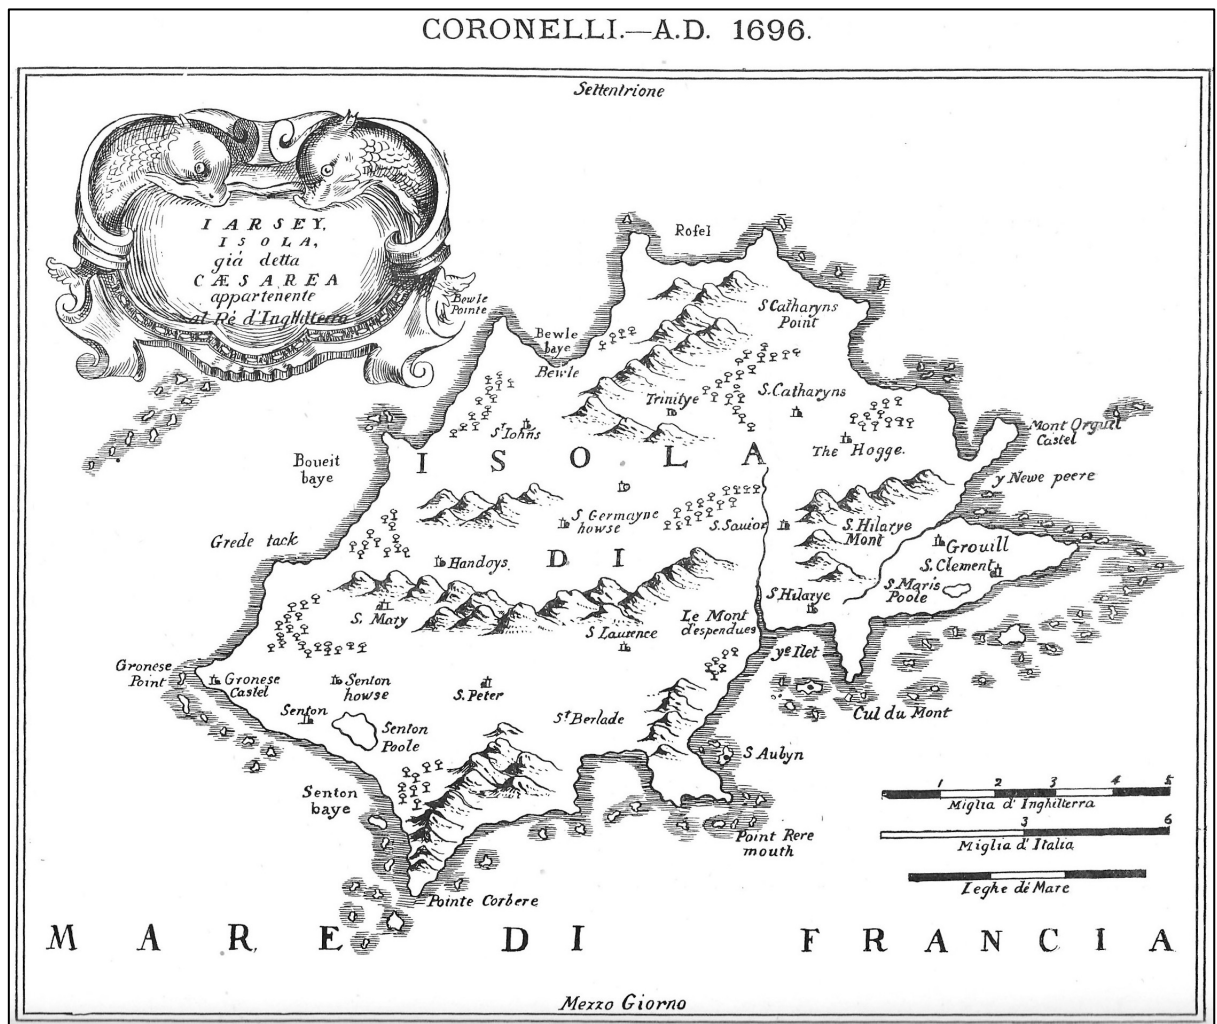 CORONELLI.—A.D. 1696.
Settentrione
IARSEY,
ISOLA,
già detta
CÆSAREA
appartenente
al Ré d'Inghilterra
Rofel
Bewle
Pointe
Bewle
baye
Bewle
S Catharyns
Point
Trinitye
S. Catharyns
Sᵗ Iohns
The Hogge.
Mont Orguil
Castel
ISOLA
Boueit
baye
y Newe peere
S Germayne
howse
S. Sauior
S. Hilarye
Mont
Grede tack
Handoys
DI
Grouill
S. Clement
S. Maris
Poole
S. Hilarye
S. Mary
S Laurence
Le Mont
d'espendues
yᵉ Ilet
Gronese
Point
Gronese
Castel
Senton
howse
S. Peter
Senton
Senton
Poole
Sᵗ Berlade
Cul du Mont
S Aubyn
Senton
baye
1 2 3 4 5
Miglia d' Inghilterra
Point Rere
mouth
3 6
Miglia d' Italia
Leghe dé Mare
Pointe Corbere
MARE DI FRANCIA
Mezzo Giorno